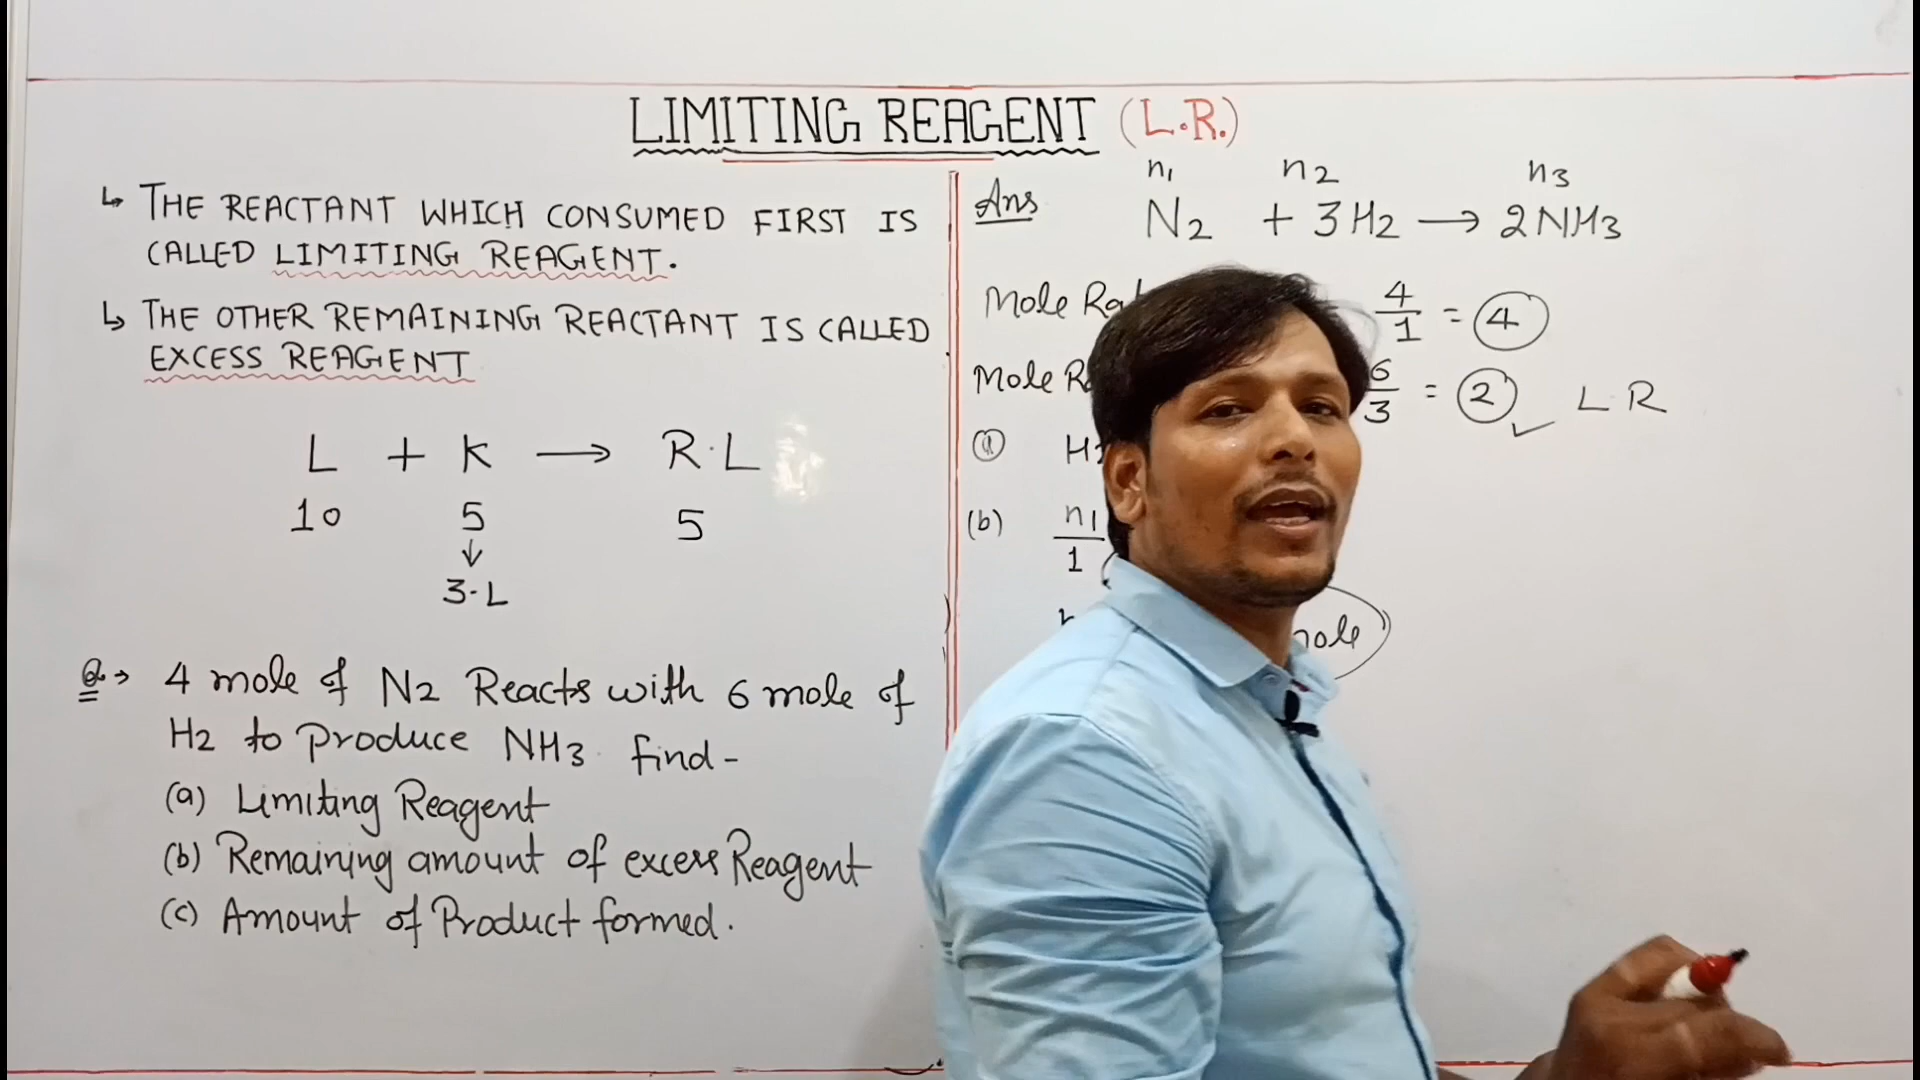 LIMITING REAGENT (L.R.)
↳ THE REACTANT WHICH CONSUMED FIRST IS
CALLED LIMITING REAGENT.
↳ THE OTHER REMAINING REACTANT IS CALLED
EXCESS REAGENT
L + K → R.L
10 5 5
↓
3.L
Q→ 4 mole of N2 Reacts with 6 mole of
H2 to Produce NH3. find-
(a) Limiting Reagent
(b) Remaining amount of excess Reagent
(c) Amount of Product formed.
n1 n2 n3
Ans N2 + 3H2 → 2NH3
Mole 4/1 = 4
Mole 6/3 = 2 ✓ L.R
(a)
(b) n1/1
mole